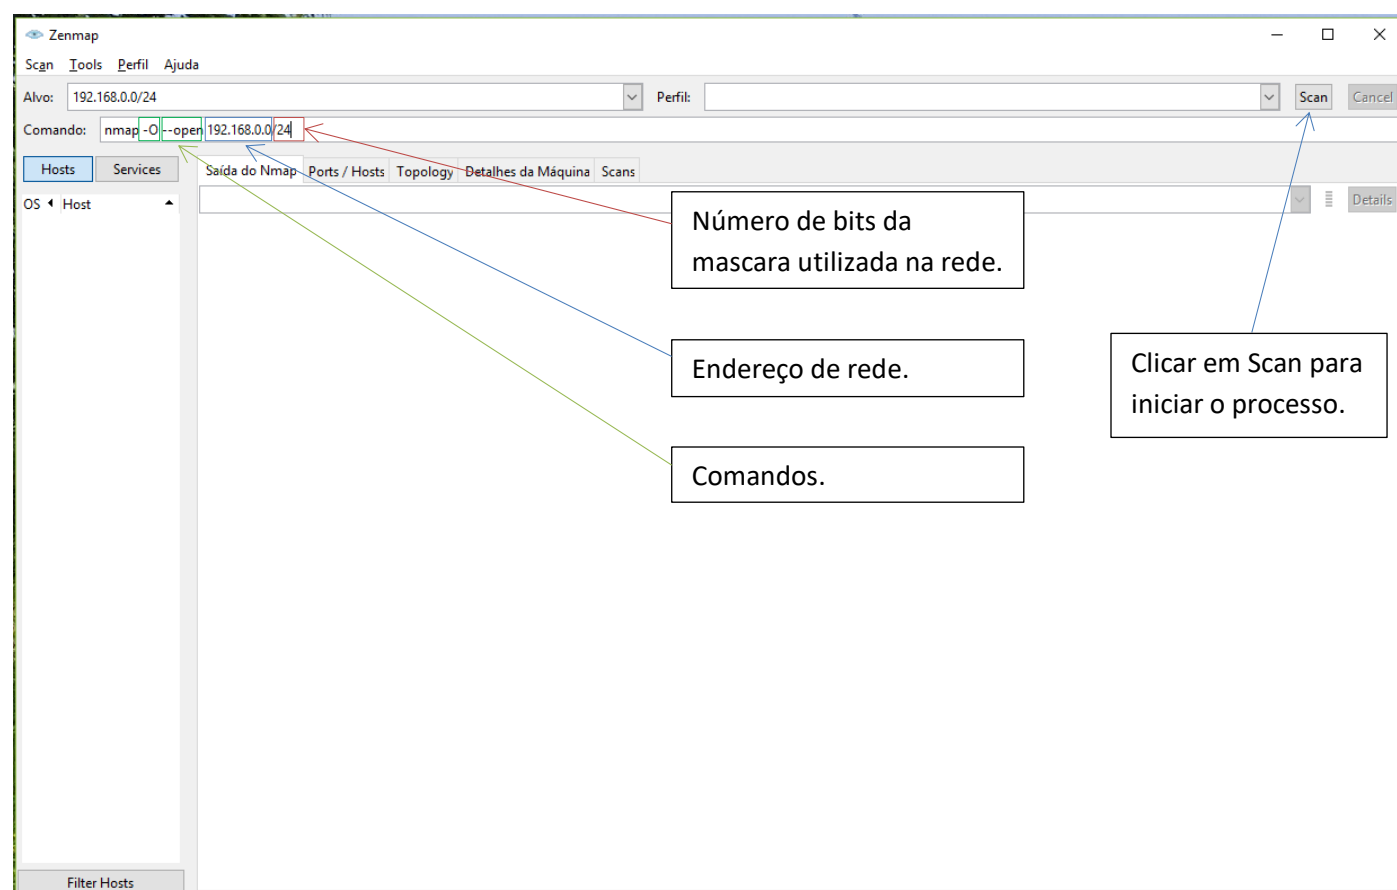 Zenmap
Scan Tools Perfil Ajuda
Alvo: 192.168.0.0/24 Perfil: Scan Cancel
Comando: nmap -O --open 192.168.0.0/24
Hosts Services Saída do Nmap Ports / Hosts Topology Detalhes da Máquina Scans
OS Host Details
Número de bits da
mascara utilizada na rede.
Endereço de rede.
Clicar em Scan para
iniciar o processo.
Comandos.
Filter Hosts